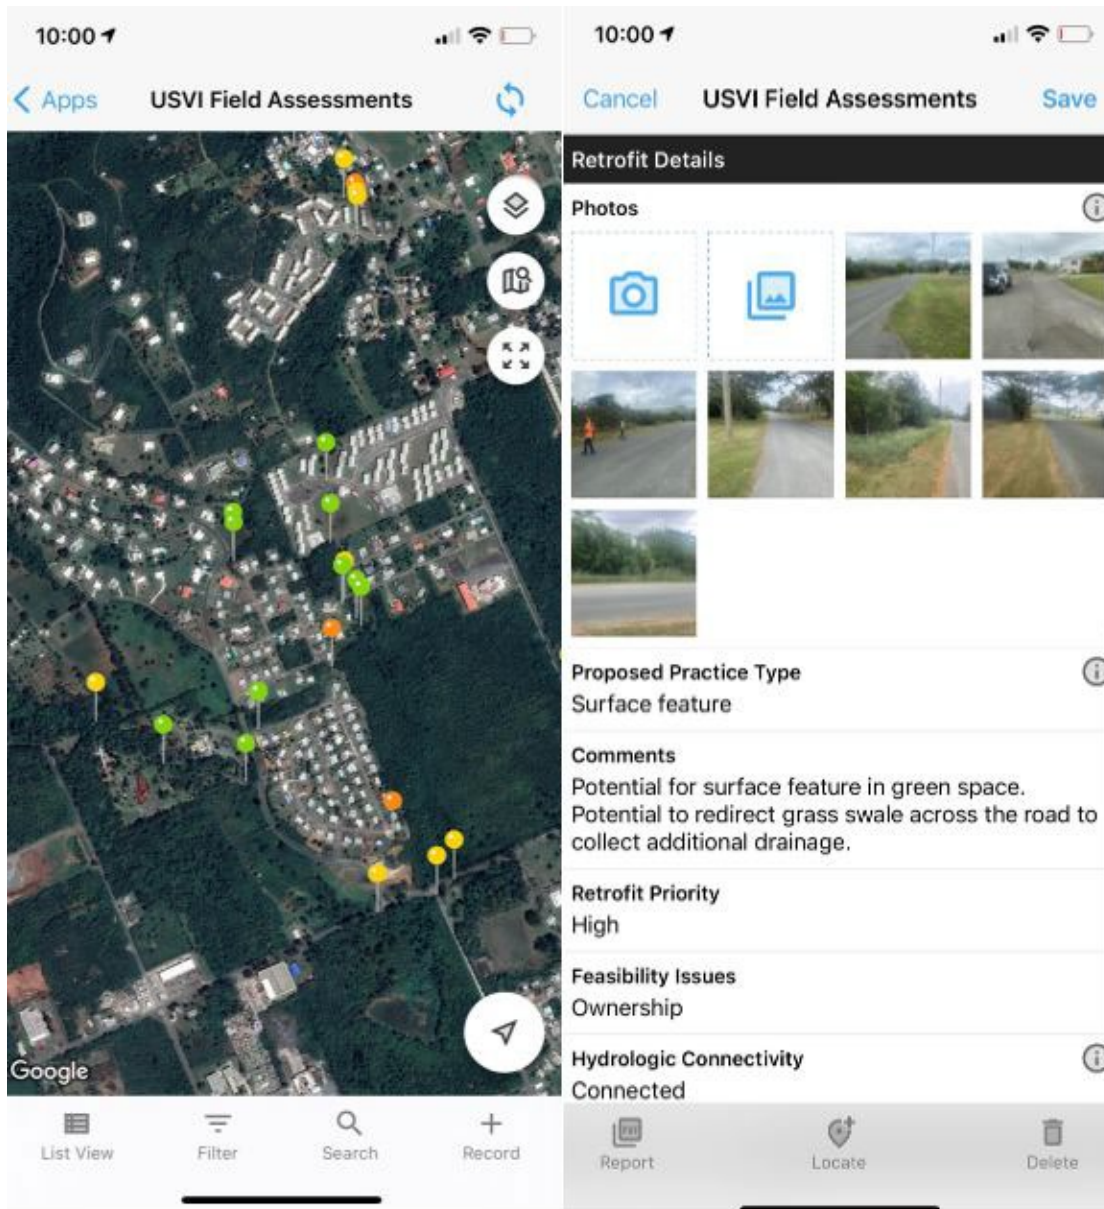 10:00
Apps
USVI Field Assessments
Google
List View
Filter
Search
Record
10:00
Cancel
USVI Field Assessments
Save
Retrofit Details
Photos
Proposed Practice Type
Surface feature
Comments
Potential for surface feature in green space.
Potential to redirect grass swale across the road to
collect additional drainage.
Retrofit Priority
High
Feasibility Issues
Ownership
Hydrologic Connectivity
Connected
Report
Locate
Delete